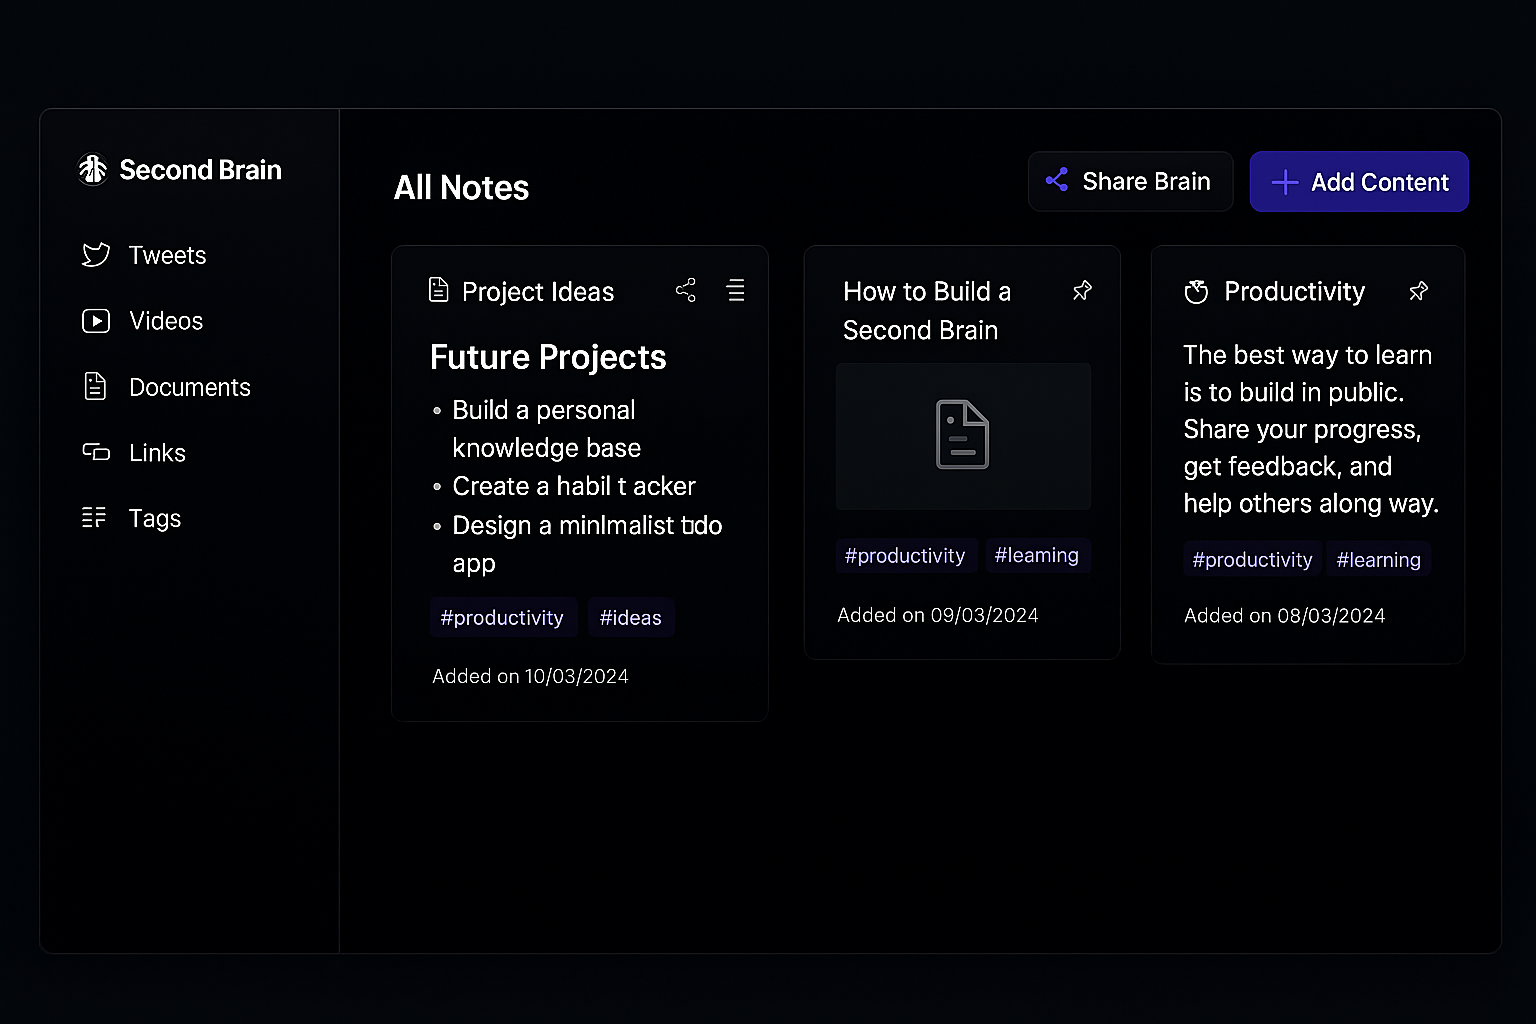 Second Brain
Tweets
Videos
Documents
Links
Tags
All Notes
Share Brain
Add Content
Project Ideas
Future Projects
• Build a personal
knowledge base
• Create a habil t acker
• Design a minlmalist tdo
app
#productivity #ideas
Added on 10/03/2024
How to Build a
Second Brain
#productivity #leaming
Added on 09/03/2024
Productivity
The best way to learn
is to build in public.
Share your progress,
get feedback, and
help others along way.
#productivity #learning
Added on 08/03/2024